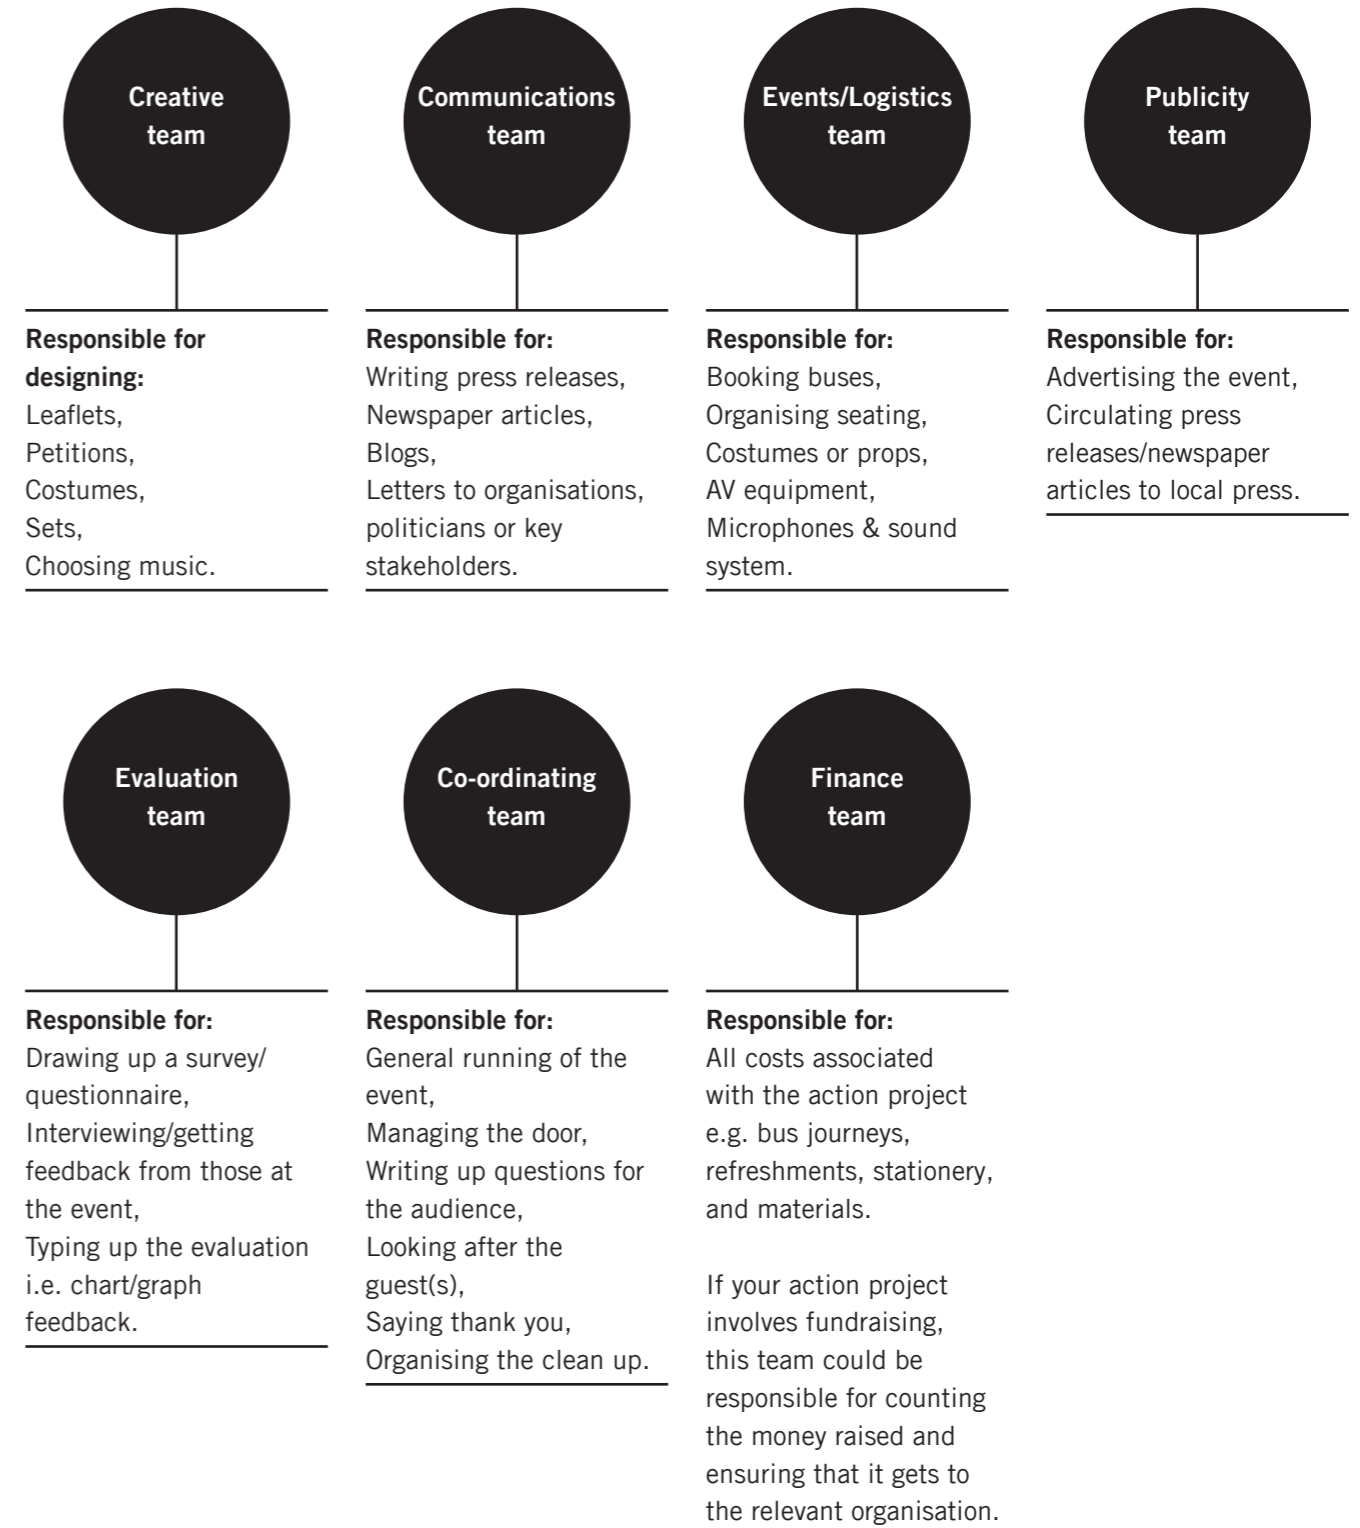 Creative
team
Responsible for
designing:
Leaflets,
Petitions,
Costumes,
Sets,
Choosing music.
Communications
team
Responsible for:
Writing press releases,
Newspaper articles,
Blogs,
Letters to organisations,
politicians or key
stakeholders.
Events/Logistics
team
Responsible for:
Booking buses,
Organising seating,
Costumes or props,
AV equipment,
Microphones & sound
system.
Publicity
team
Responsible for:
Advertising the event,
Circulating press
releases/newspaper
articles to local press.
Evaluation
team
Responsible for:
Drawing up a survey/
questionnaire,
Interviewing/getting
feedback from those at
the event,
Typing up the evaluation
i.e. chart/graph
feedback.
Co-ordinating
team
Responsible for:
General running of the
event,
Managing the door,
Writing up questions for
the audience,
Looking after the
guest(s),
Saying thank you,
Organising the clean up.
Finance
team
Responsible for:
All costs associated
with the action project
e.g. bus journeys,
refreshments, stationery,
and materials.
If your action project
involves fundraising,
this team could be
responsible for counting
the money raised and
ensuring that it gets to
the relevant organisation.